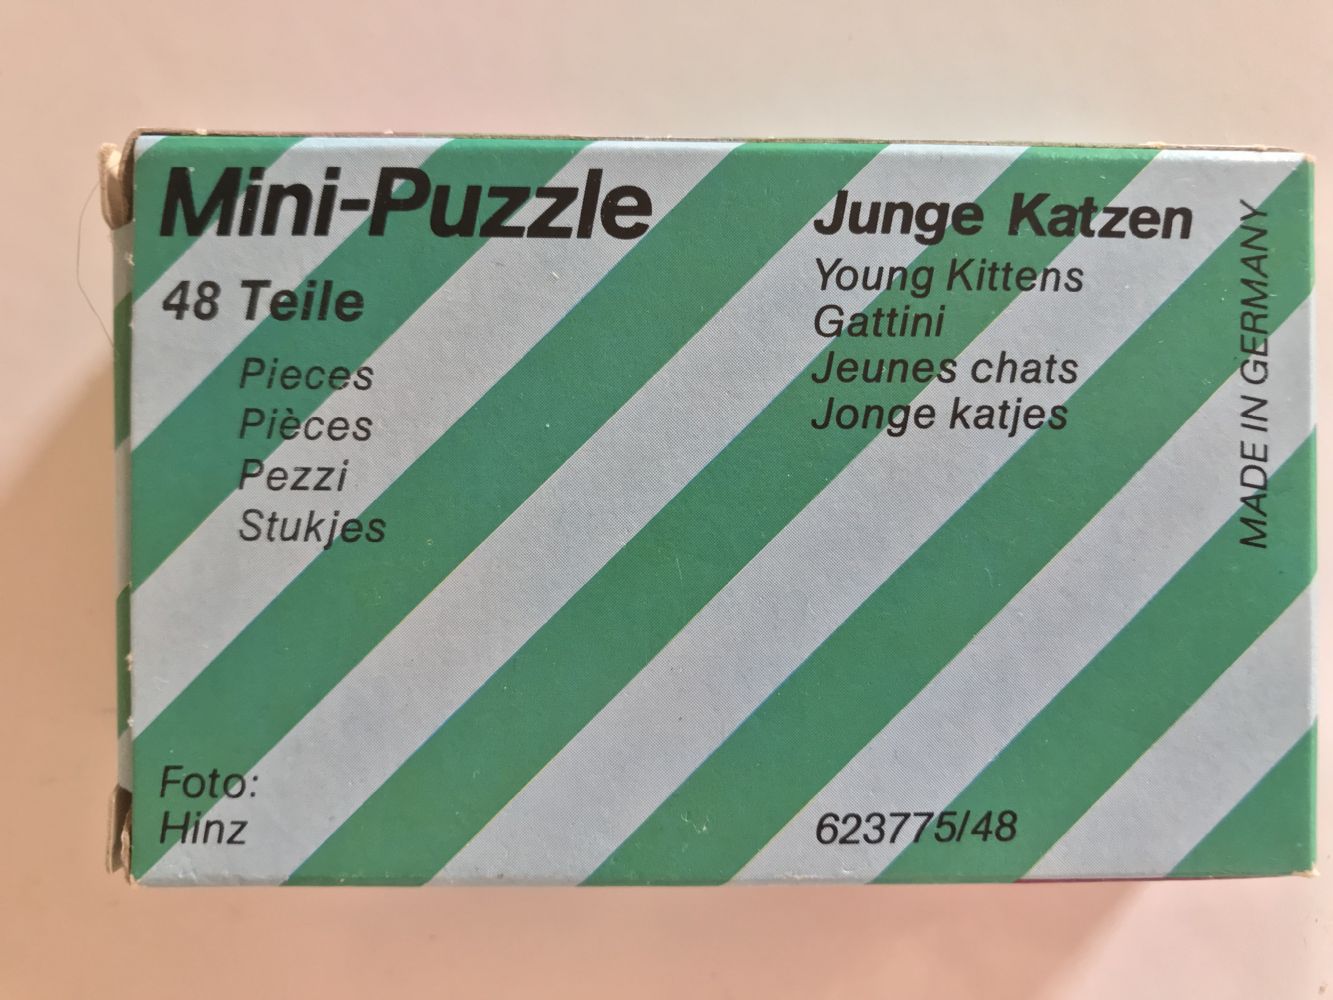 Mini-Puzzle
48 Teile
Pieces
Pièces
Pezzi
Stukjes
Foto:
Hinz
Junge Katzen
Young Kittens
Gattini
Jeunes chats
Jonge katjes
623775/48
MADE IN GERMANY